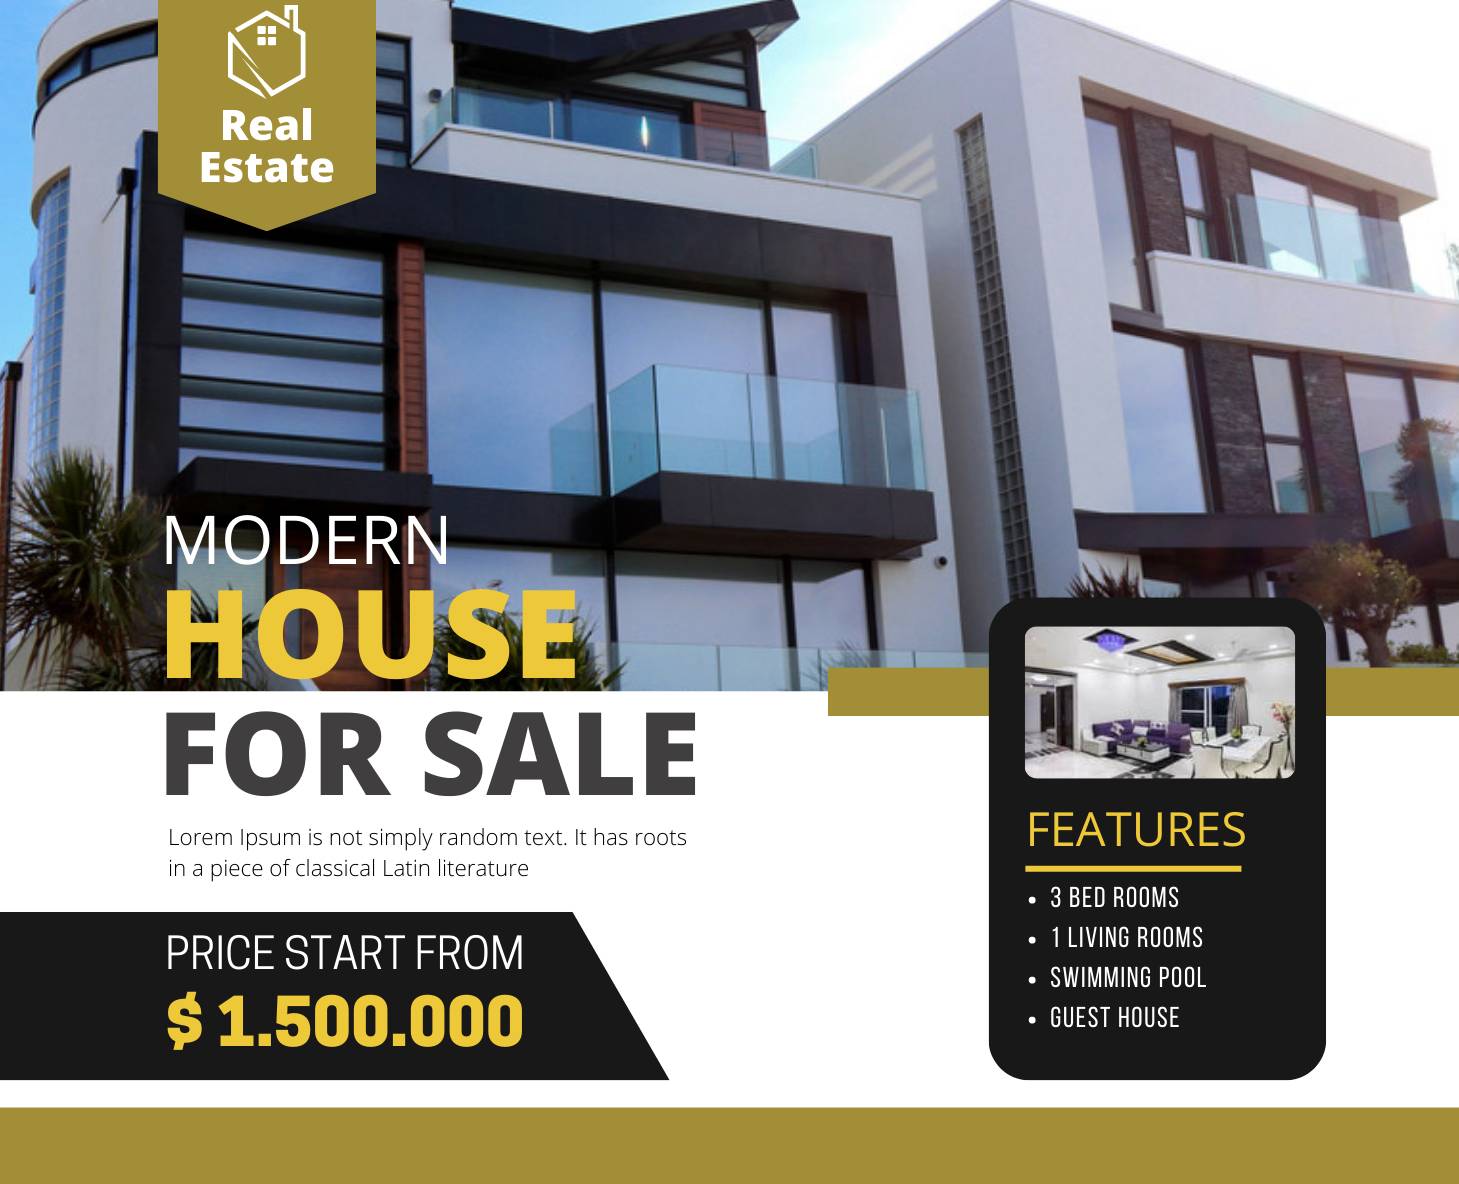 Real
Estate
MODERN
HOUSE
FOR SALE
Lorem Ipsum is not simply random text. It has roots
in a piece of classical Latin literature
PRICE START FROM
$ 1.500.000
FEATURES
• 3 BED ROOMS
• 1 LIVING ROOMS
• SWIMMING POOL
• GUEST HOUSE